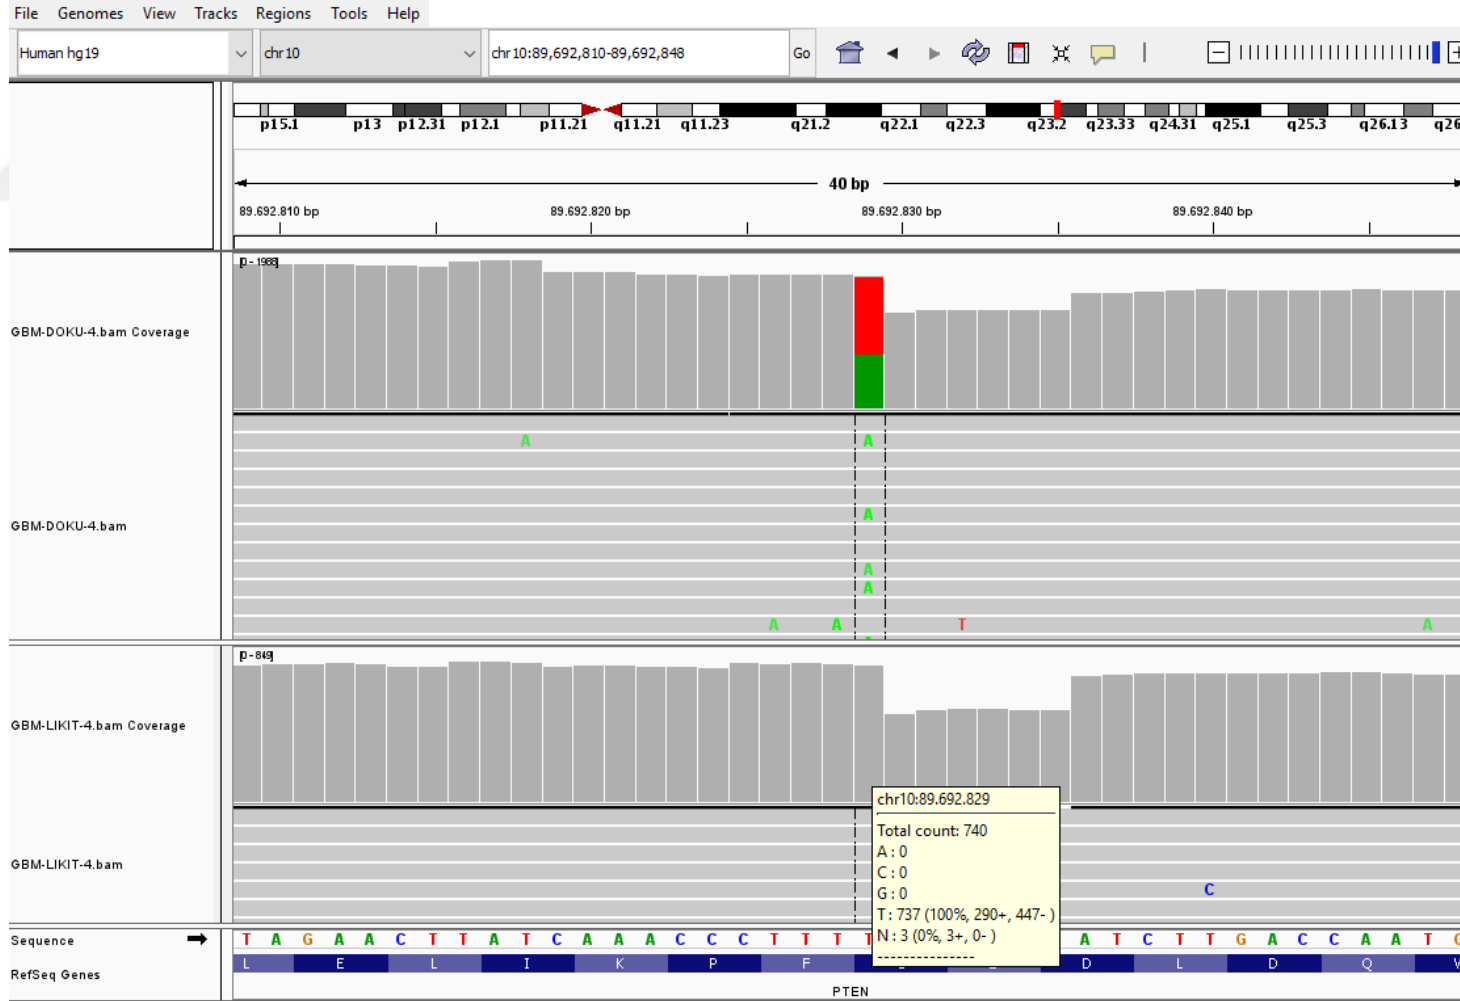 File Genomes View Tracks Regions Tools Help
Human hg19 chr10 chr10:89,692,810-89,692,848 Go
p15.1 p13 p12.31 p12.1 p11.21 q11.21 q11.23 q21.2 q22.1 q22.3 q23.2 q23.33 q24.31 q25.1 q25.3 q26.13 q26
40 bp
89.692.810 bp 89.692.820 bp 89.692.830 bp 89.692.840 bp
[0 - 1988]
GBM-DOKU-4.bam Coverage
A A
A
GBM-DOKU-4.bam
A
A
A A T A
[0 - 849]
GBM-LIKIT-4.bam Coverage
chr10:89.692.829
Total count: 740
A : 0
C : 0
G : 0
T : 737 (100%, 290+, 447- )
N : 3 (0%, 3+, 0- )
---------------
GBM-LIKIT-4.bam
C
Sequence T A G A A C T T A T C A A A C C C T T T T A T C T T G A C C A A T G
RefSeq Genes L E L I K P F D L D Q V
PTEN